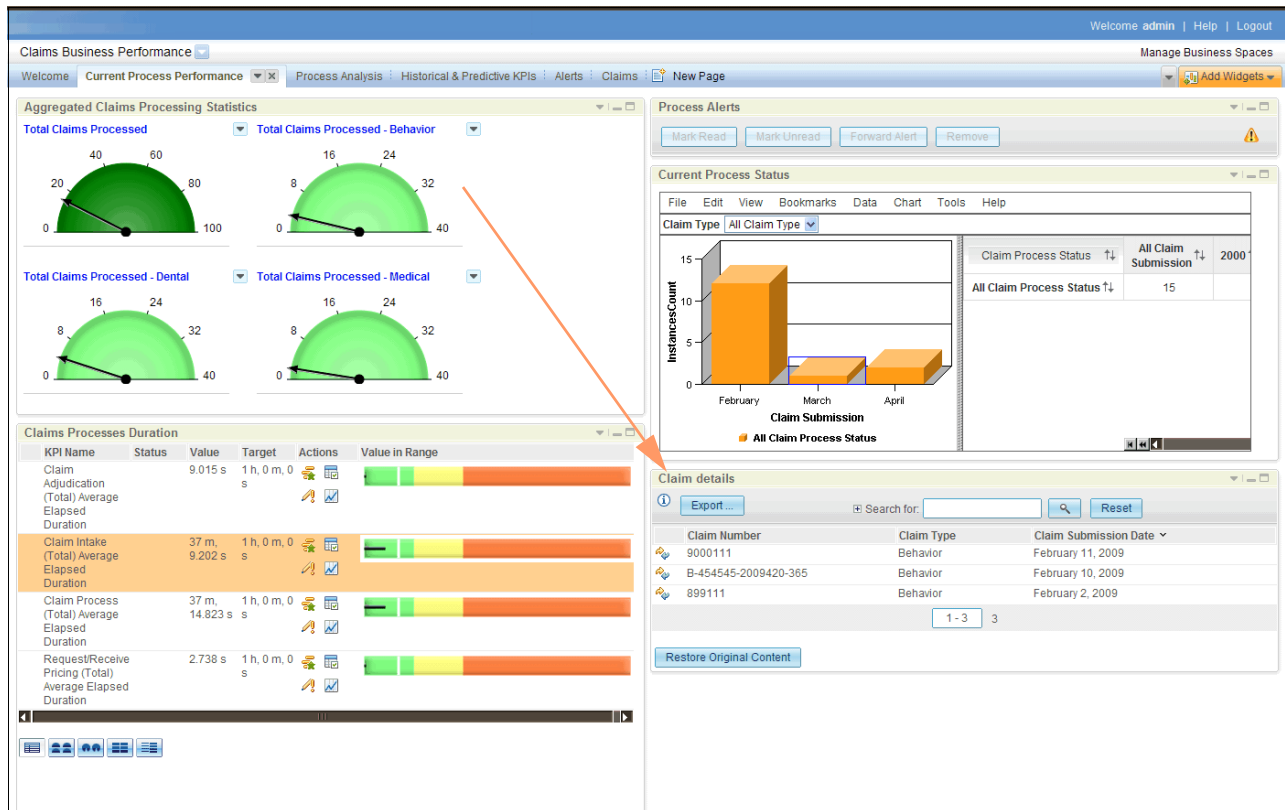 Welcome admin | Help | Logout
Claims Business Performance
Manage Business Spaces
Welcome
Current Process Performance
Process Analysis
Historical & Predictive KPIs
Alerts
Claims
New Page
Add Widgets
Aggregated Claims Processing Statistics
Total Claims Processed
0
20
40
60
80
100
Total Claims Processed - Behavior
0
8
16
24
32
40
Total Claims Processed - Dental
0
8
16
24
32
40
Total Claims Processed - Medical
0
8
16
24
32
40
Claims Processes Duration
KPI Name Status Value Target Actions Value in Range
Claim
Adjudication
(Total) Average
Elapsed
Duration
9.015 s
1 h, 0 m, 0
s
Claim Intake
(Total) Average
Elapsed
Duration
37 m,
9.202 s
1 h, 0 m, 0
s
Claim Process
(Total) Average
Elapsed
Duration
37 m,
14.823 s
1 h, 0 m, 0
s
Request/Receive
Pricing (Total)
Average Elapsed
Duration
2.738 s
1 h, 0 m, 0
s
Process Alerts
Mark Read
Mark Unread
Forward Alert
Remove
Current Process Status
File Edit View Bookmarks Data Chart Tools Help
Claim Type
All Claim Type
InstancesCount
15
10
5
0
February
March
April
Claim Submission
All Claim Process Status
Claim Process Status
All Claim
Submission
2000
All Claim Process Status
15
Claim details
Export ...
Search for:
Reset
Claim Number Claim Type Claim Submission Date
9000111 Behavior February 11, 2009
B-454545-2009420-365 Behavior February 10, 2009
899111 Behavior February 2, 2009
1 - 3
3
Restore Original Content